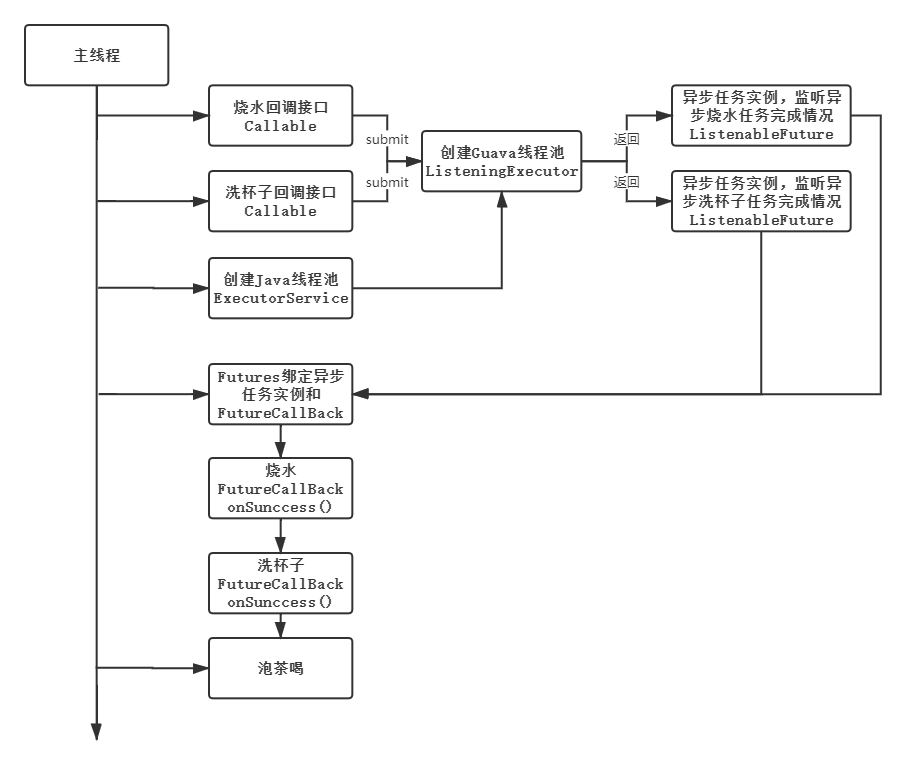 主线程
烧水回调接口
Callable
submit
洗杯子回调接口
Callable
submit
创建Guava线程池
ListeningExecutor
返回
异步任务实例，监听异
步烧水任务完成情况
ListenableFuture
返回
异步任务实例，监听异
步洗杯子任务完成情况
ListenableFuture
创建Java线程池
ExecutorService
Futures绑定异步
任务实例和
FutureCallBack
烧水
FutureCallBack
onSunccess()
洗杯子
FutureCallBack
onSunccess()
泡茶喝